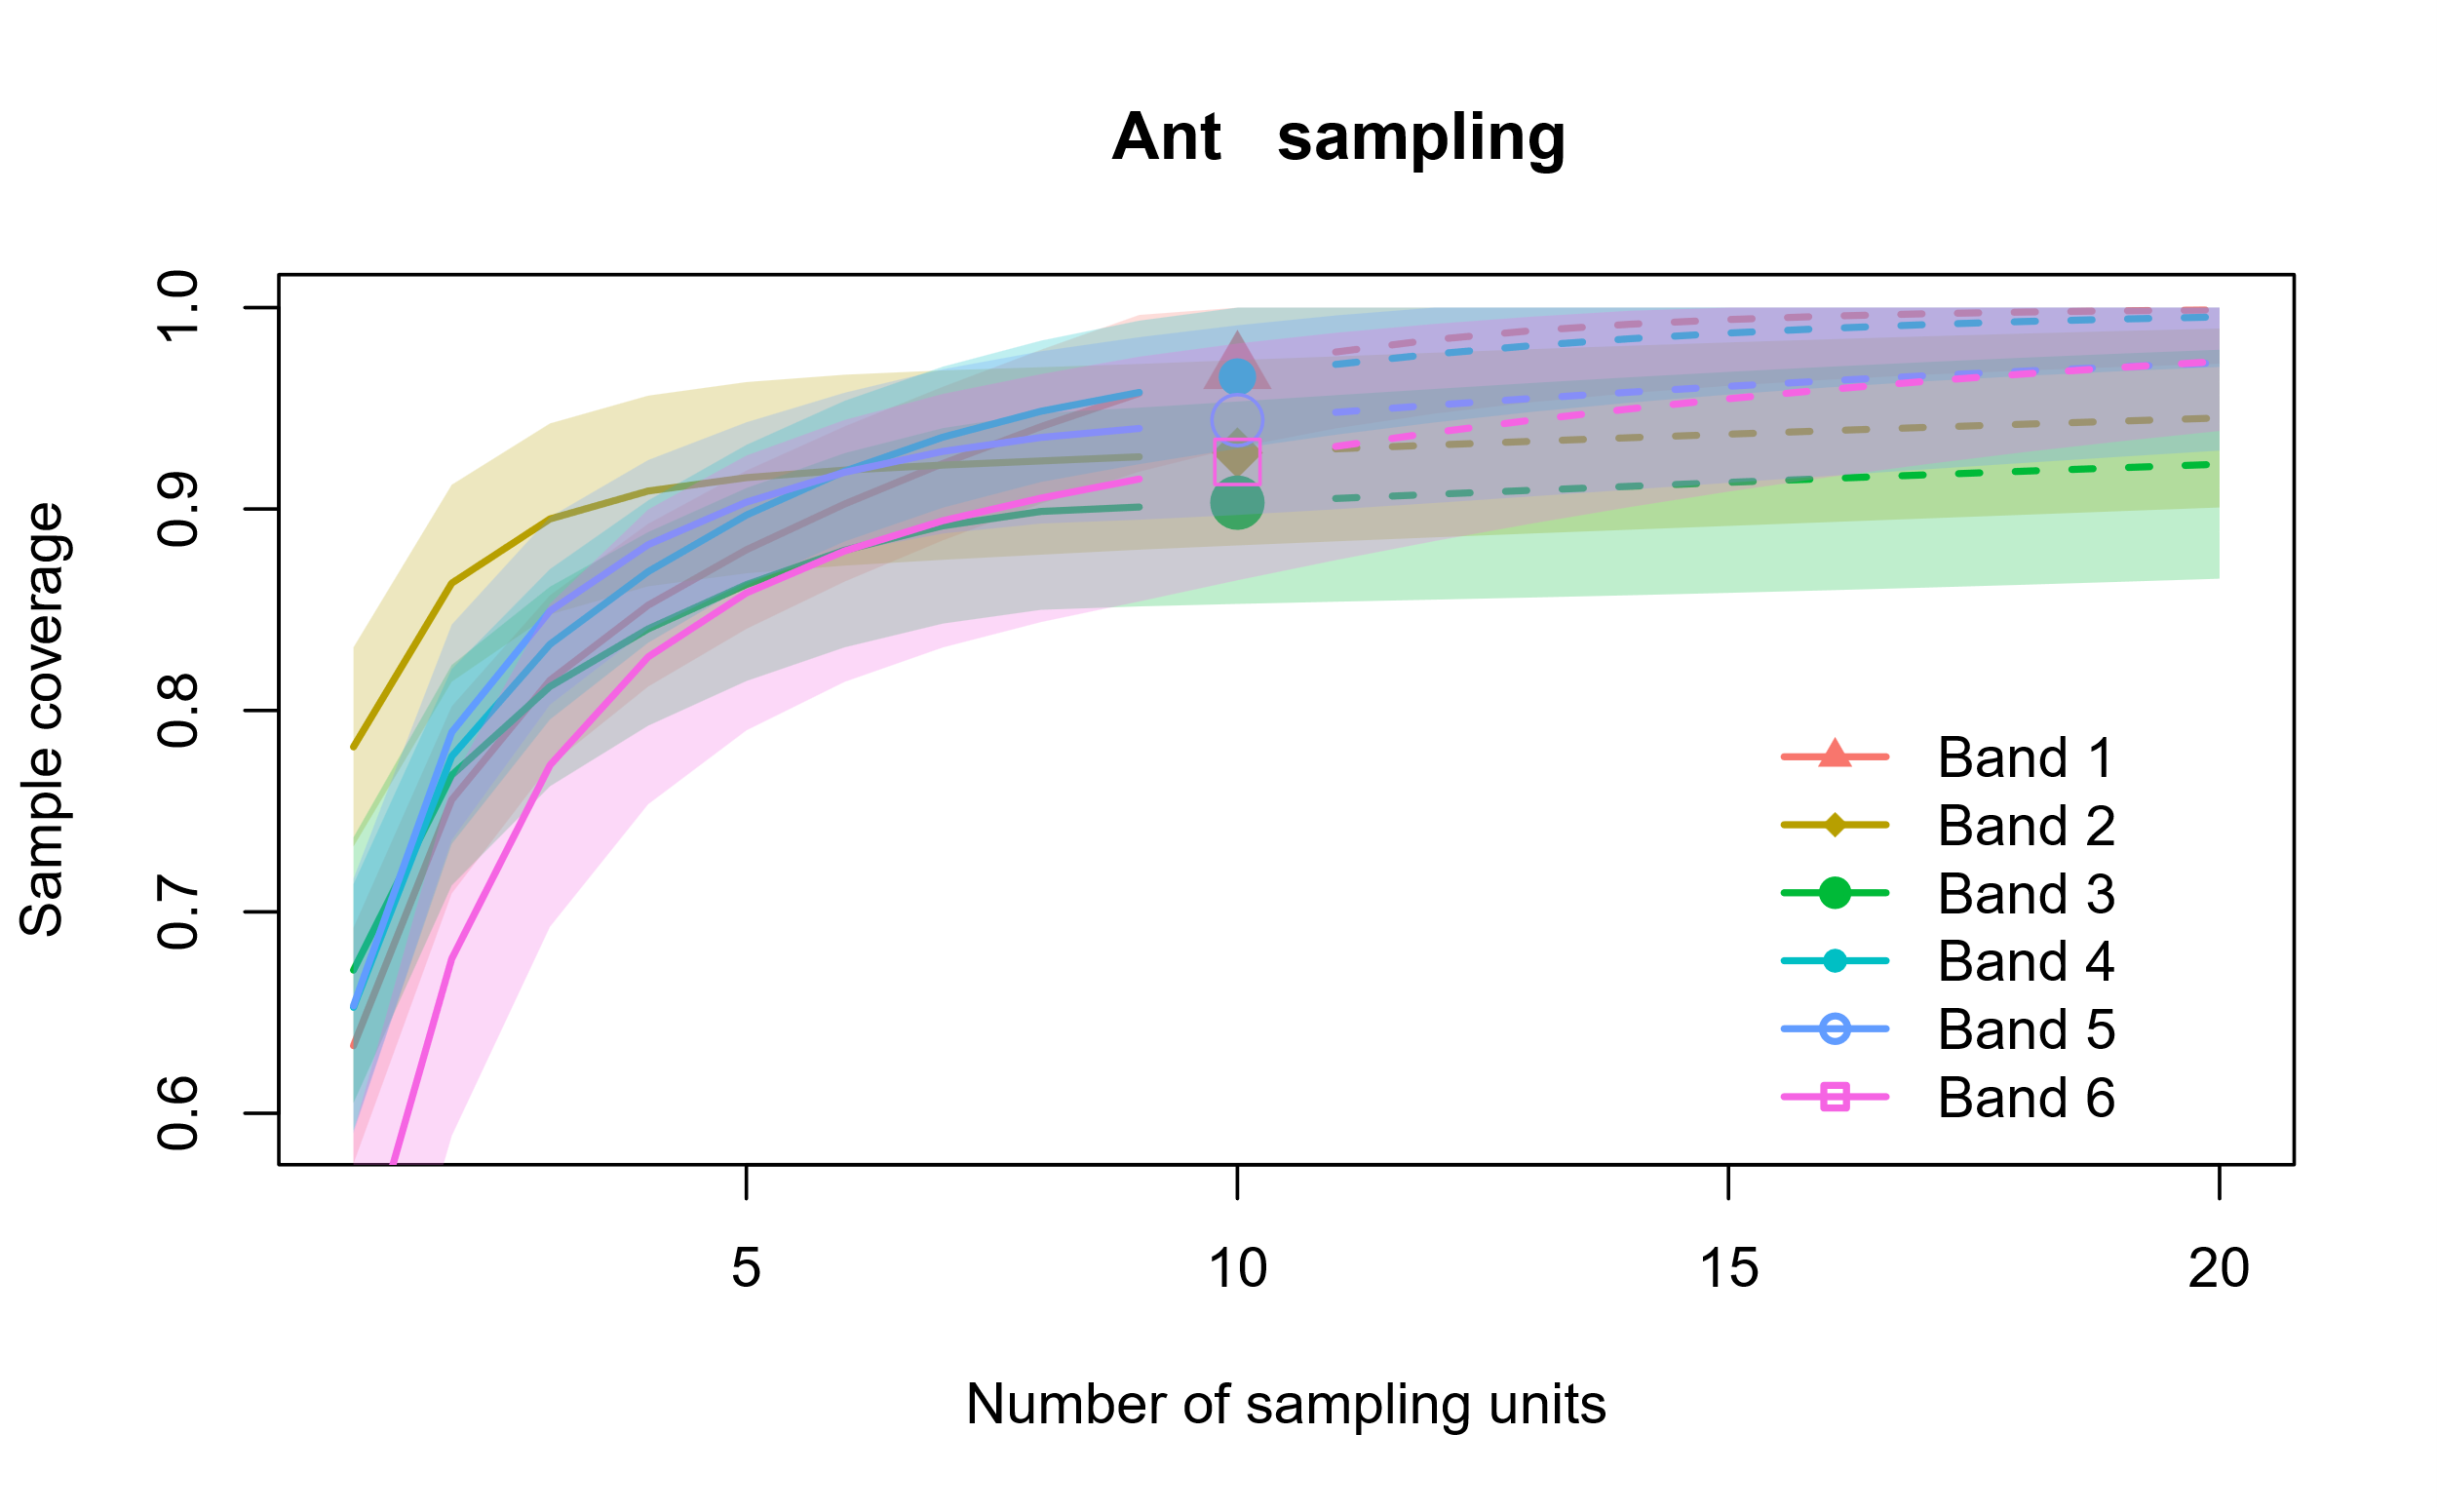 Ant sampling
Sample coverage
1.0
0.9
0.8
0.7
0.6
Band 1
Band 2
Band 3
Band 4
Band 5
Band 6
5 10 15 20
Number of sampling units